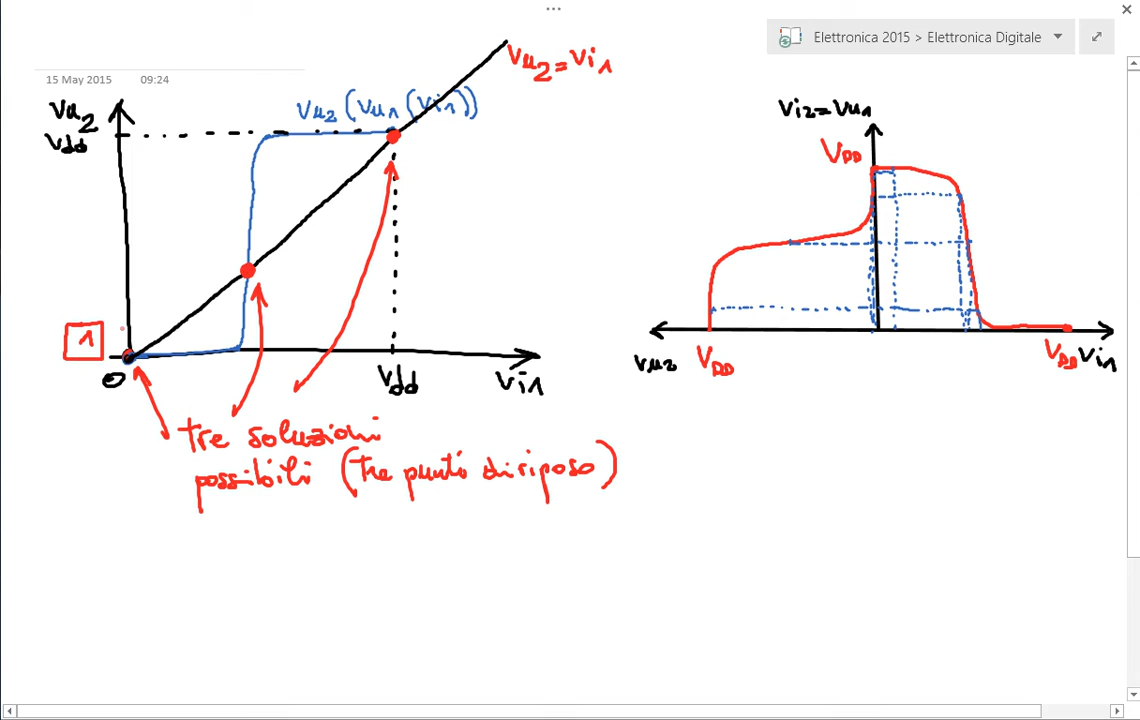 Elettronica 2015 > Elettronica Digitale
15 May 2015 09:24
Vu2=Vi1
Vu2
Vdd
Vu2(Vu1(Vi1))
1
0
Vdd
Vi1
tre soluzioni
possibili (tre punti di riposo)
Vi2=Vu1
VDD
Vu2
VDD
VDD
Vi1